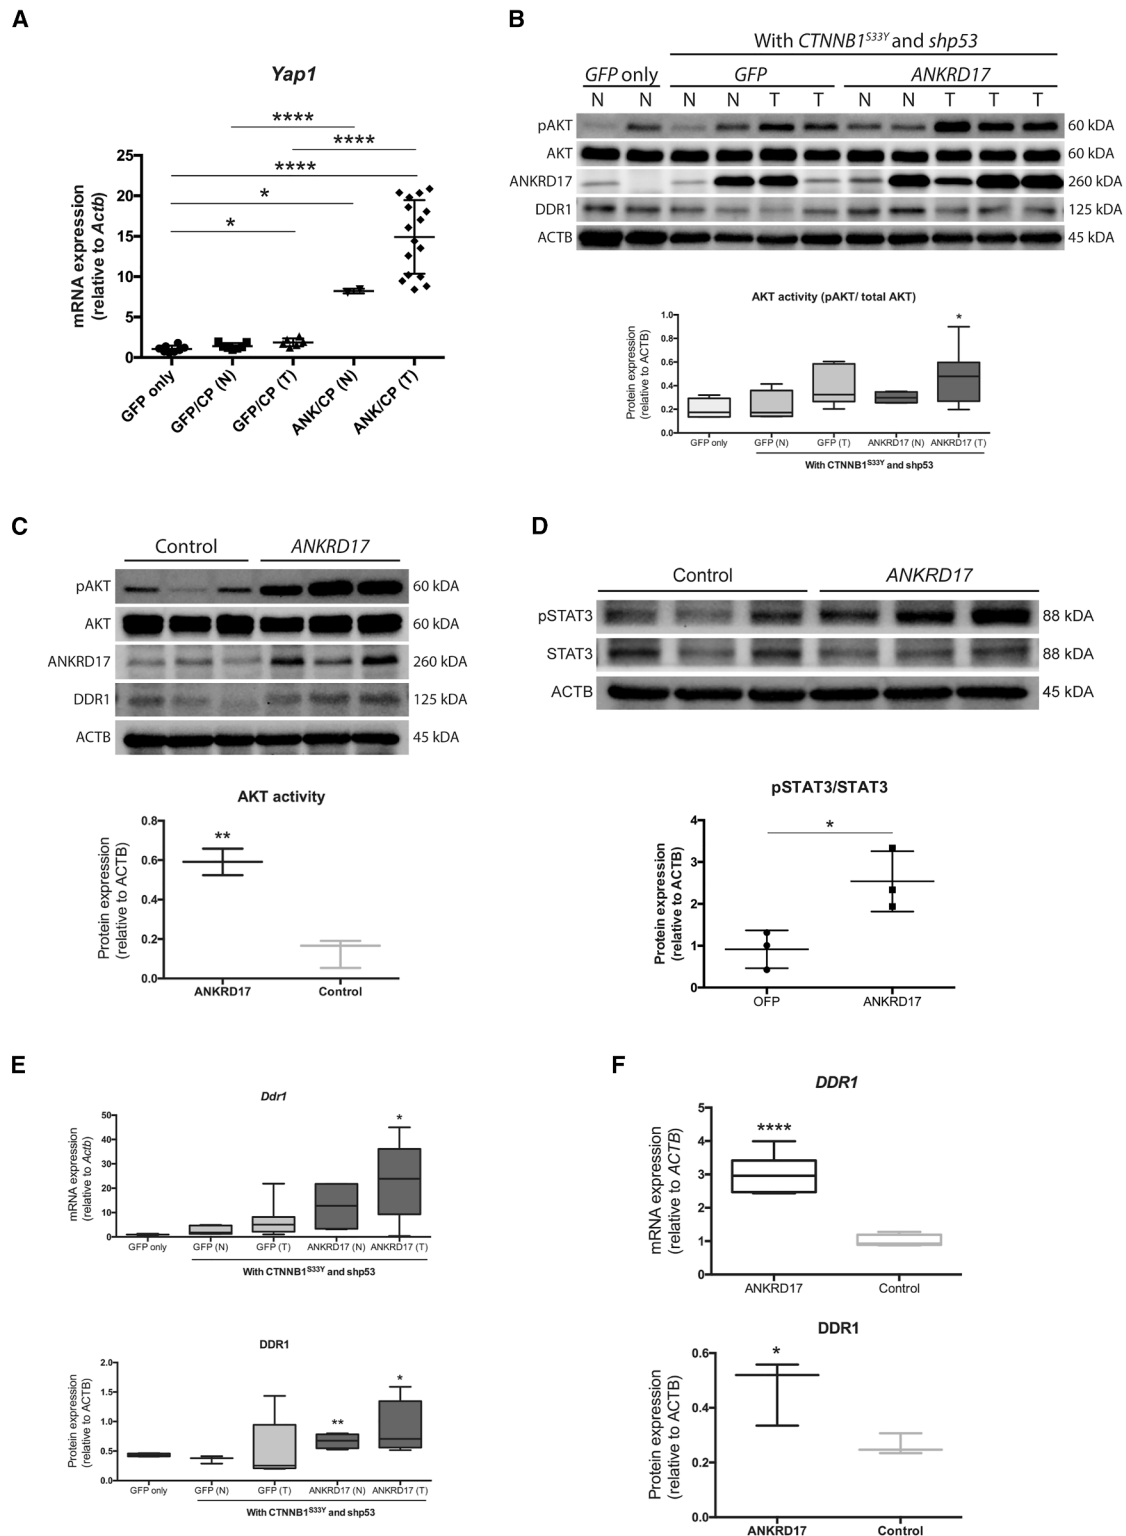 A
Yap1
mRNA expression
(relative to Actb)
25
20
15
10
5
0
****
****
****
*
*
GFP only
GFP/CP (N)
GFP/CP (T)
ANK/CP (N)
ANK/CP (T)
B
With CTNNB1S33Y and shp53
GFP only GFP ANKRD17
N N N N T T N N T T T
pAKT 60 kDA
AKT 60 kDA
ANKRD17 260 kDA
DDR1 125 kDA
ACTB 45 kDA
AKT activity (pAKT/ total AKT)
Protein expression
(relative to ACTB)
1.0
0.8
0.6
0.4
0.2
0.0
*
GFP only GFP (N) GFP (T) ANKRD17 (N) ANKRD17 (T)
With CTNNB1S33Y and shp53
C
Control ANKRD17
pAKT 60 kDA
AKT 60 kDA
ANKRD17 260 kDA
DDR1 125 kDA
ACTB 45 kDA
AKT activity
Protein expression
(relative to ACTB)
0.8
0.6
0.4
0.2
0.0
**
ANKRD17 Control
D
Control ANKRD17
pSTAT3 88 kDA
STAT3 88 kDA
ACTB 45 kDA
pSTAT3/STAT3
Protein expression
(relative to ACTB)
4
3
2
1
0
*
OFP ANKRD17
E
Ddr1
mRNA expression
(relative to Actb)
50
40
30
20
10
0
*
GFP only GFP (N) GFP (T) ANKRD17 (N) ANKRD17 (T)
With CTNNB1S33Y and shp53
DDR1
Protein expression
(relative to ACTB)
2.0
1.5
1.0
0.5
0.0
**
*
GFP only GFP (N) GFP (T) ANKRD17 (N) ANKRD17 (T)
With CTNNB1S33Y and shp53
F
DDR1
mRNA expression
(relative to ACTB)
5
4
3
2
1
0
****
ANKRD17 Control
DDR1
Protein expression
(relative to ACTB)
0.6
0.4
0.2
0.0
*
ANKRD17 Control